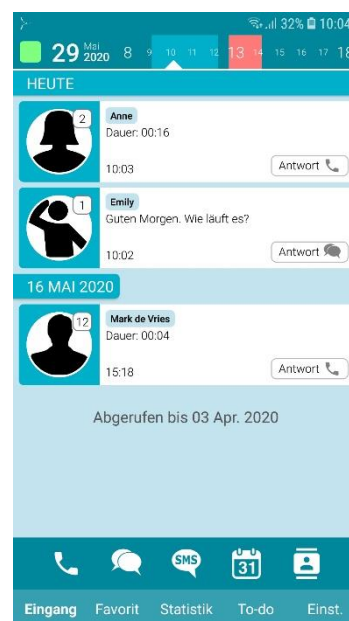 32% 10:04
29 Mai 2020 8 9 10 11 12 13 14 15 16 17 18
HEUTE
2
Anne
Dauer: 00:16
10:03 Antwort
1
Emily
Guten Morgen. Wie läuft es?
10:02 Antwort
16 MAI 2020
12
Mark de Vries
Dauer: 00:04
15:18 Antwort
Abgerufen bis 03 Apr. 2020
SMS 31
Eingang Favorit Statistik To-do Einst.